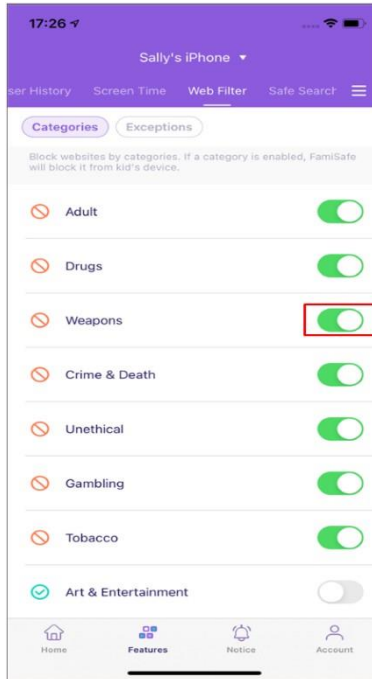 17:26
Sally's iPhone
ser History Screen Time Web Filter Safe Search
Categories Exceptions
Block websites by categories. If a category is enabled, FamiSafe
will block it from kid's device.
Adult
Drugs
Weapons
Crime & Death
Unethical
Gambling
Tobacco
Art & Entertainment
Home Features Notice Account